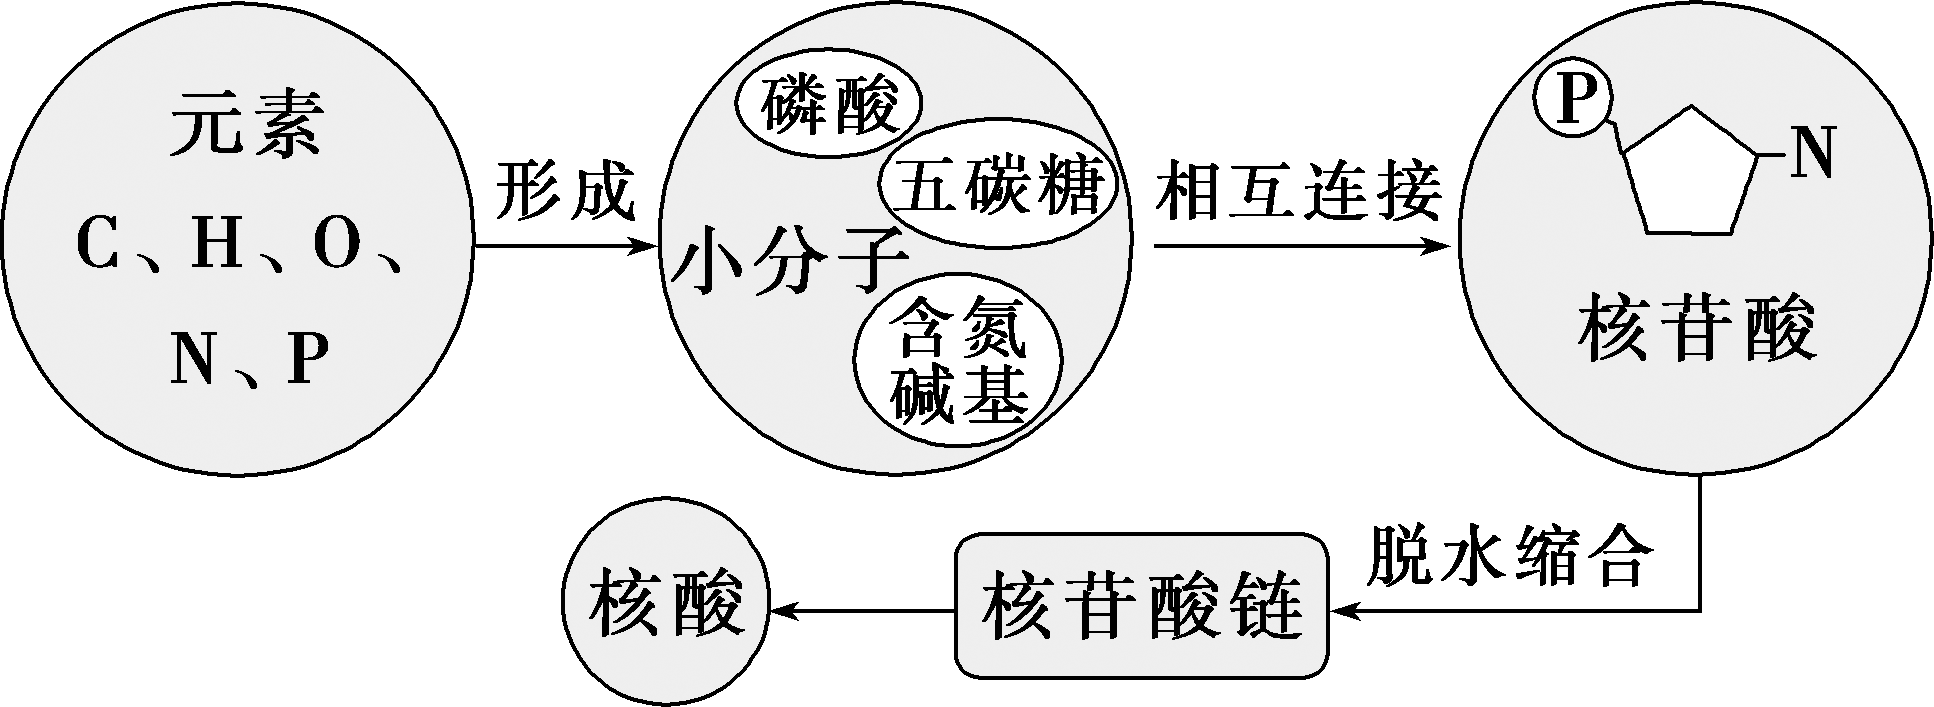 元素
C、H、O、
N、P
形成
磷酸
五碳糖
小分子
含氮
碱基
相互连接
P
N
核苷酸
脱水缩合
核苷酸链
核酸